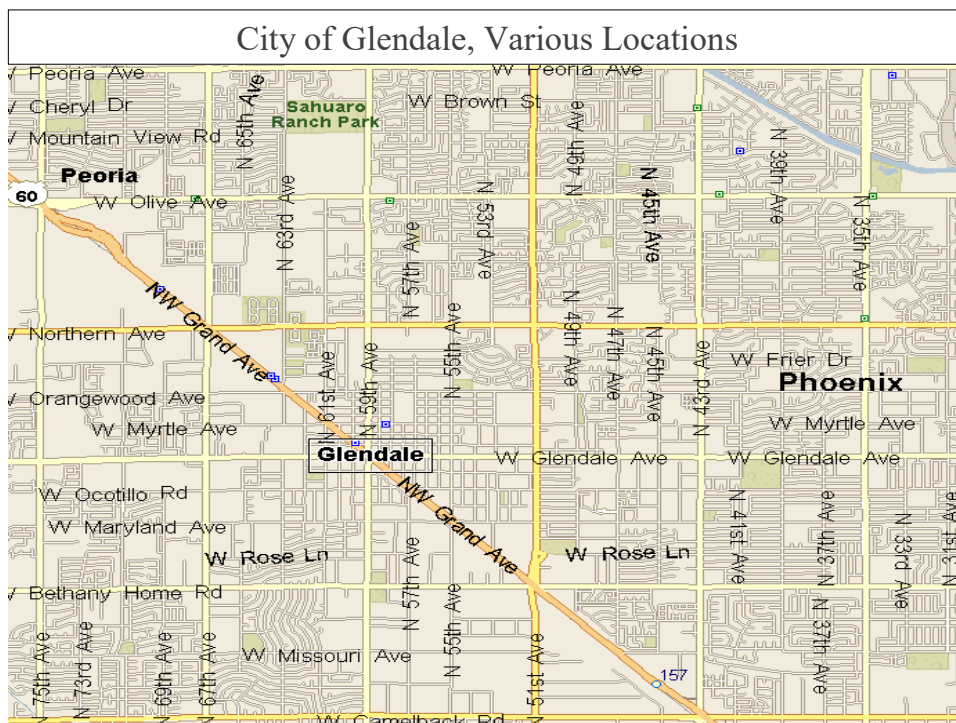 City of Glendale, Various Locations
W Peoria Ave
W Peoria Ave
W Cheryl Dr
N 65th Ave
Sahuaro
Ranch Park
W Brown St
W Mountain View Rd
N 49th Ave
N 39th Ave
Peoria
N 63rd Ave
N 53rd Ave
N 45th Ave
60
W Olive Ave
N 57th Ave
N 35th Ave
NW Grand Ave
W Northern Ave
N 61st Ave
N 59th Ave
N 55th Ave
N 49th Ave
N 47th Ave
N 45th Ave
N 43rd Ave
W Frier Dr
Phoenix
W Orangewood Ave
W Myrtle Ave
W Myrtle Ave
Glendale
W Glendale Ave
W Glendale Ave
W Ocotillo Rd
NW Grand Ave
N 41st Ave
N 37th Ave
N 33rd Ave
N 31st Ave
W Maryland Ave
W Rose Ln
W Rose Ln
W Bethany Home Rd
N 57th Ave
N 55th Ave
N 37th Ave
N 75th Ave
N 73rd Ave
N 69th Ave
N 67th Ave
W Missouri Ave
N 51st Ave
157
W Camelback Rd